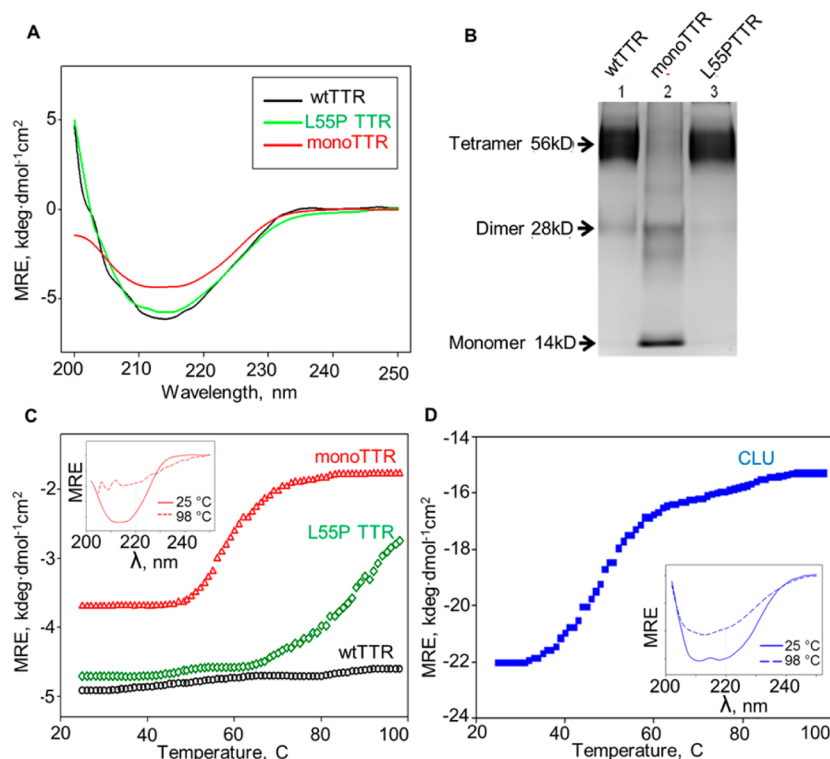 A
MRE, kdeg·dmol-1cm2
5
0
-5
wtTTR
L55P TTR
monoTTR
200 210 220 230 240 250
Wavelength, nm
B
wtTTR monoTTR L55PTTR
1 2 3
Tetramer 56kD
Dimer 28kD
Monomer 14kD
C
MRE, kdeg·dmol-1cm2
-2
-3
-4
-5
monoTTR
L55P TTR
wtTTR
MRE
25 °C
98 °C
200 220 240
λ, nm
20 40 60 80 100
Temperature, C
D
MRE, kdeg·dmol-1cm2
-14
-16
-18
-20
-22
-24
CLU
MRE
25 °C
98 °C
200 220 240
λ, nm
20 40 60 80 100
Temperature, C